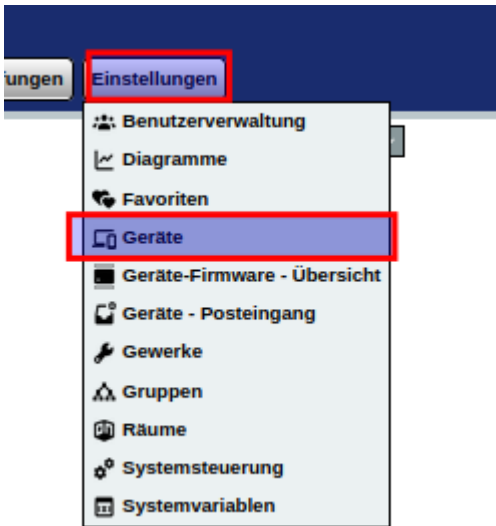 fungen
Einstellungen
Benutzerverwaltung
Diagramme
Favoriten
Geräte
Geräte-Firmware - Übersicht
Geräte - Posteingang
Gewerke
Gruppen
Räume
Systemsteuerung
Systemvariablen